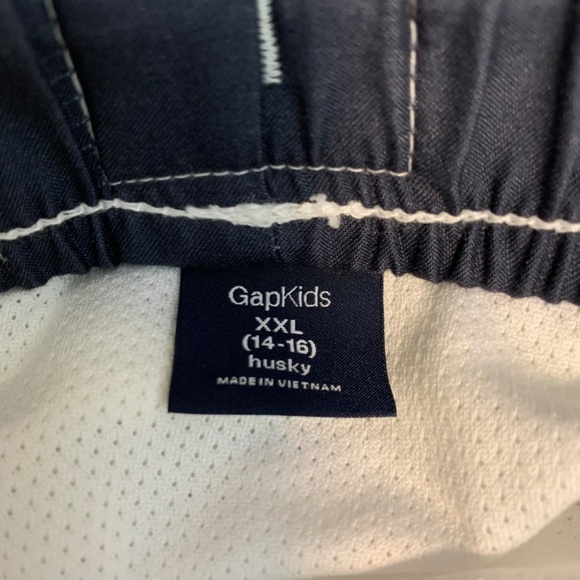 GapKids
XXL
(14-16)
husky
MADE IN VIETNAM